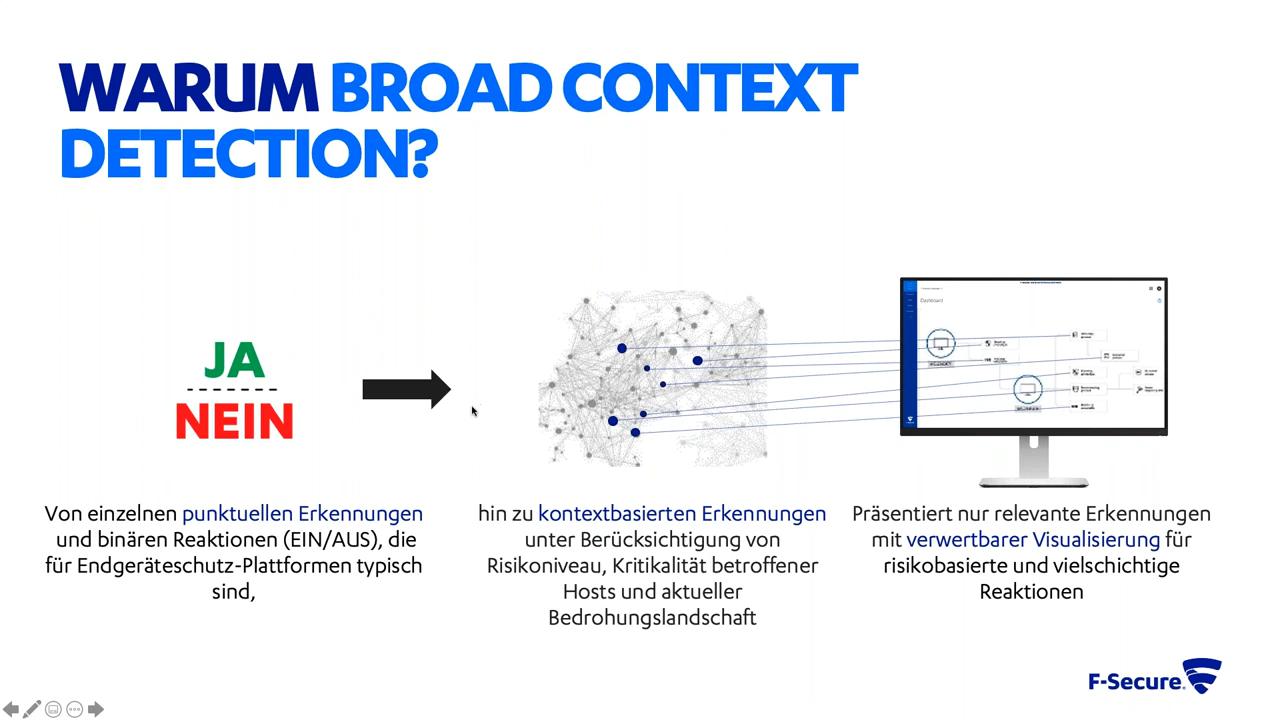 WARUM BROAD CONTEXT
DETECTION?
JA
NEIN
Dashboard
Von einzelnen punktuellen Erkennungen
und binären Reaktionen (EIN/AUS), die
für Endgeräteschutz-Plattformen typisch
sind,
hin zu kontextbasierten Erkennungen
unter Berücksichtigung von
Risikoniveau, Kritikalität betroffener
Hosts und aktueller
Bedrohungslandschaft
Präsentiert nur relevante Erkennungen
mit verwertbarer Visualisierung für
risikobasierte und vielschichtige
Reaktionen
F-Secure